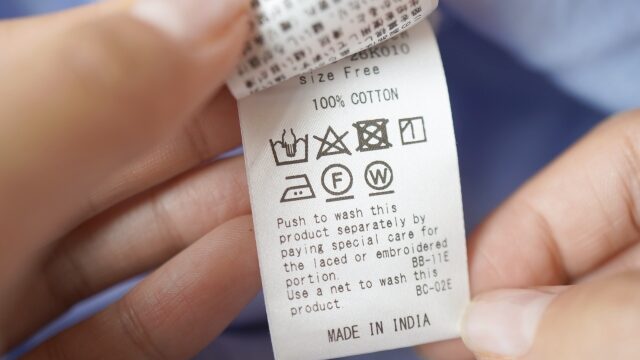 26K010
size Free
100% COTTON
F W
Push to wash this
product separately by
paying special care for
the laced or embroidered
portion. BB-11E
Use a net to wash this
product BC-02E
MADE IN INDIA